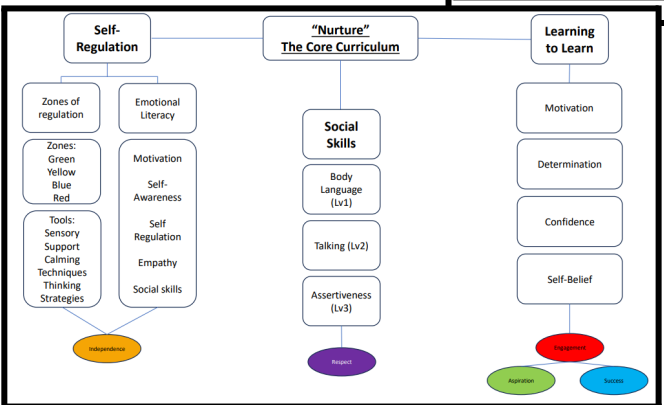 Self-
Regulation
“Nurture”
The Core Curriculum
Learning
to Learn
Zones of
regulation
Emotional
Literacy
Zones:
Green
Yellow
Blue
Red
Tools:
Sensory
Support
Calming
Techniques
Thinking
Strategies
Motivation
Self-
Awareness
Self
Regulation
Empathy
Social skills
Independence
Social
Skills
Body
Language
(Lv1)
Talking (Lv2)
Assertiveness
(Lv3)
Respect
Motivation
Determination
Confidence
Self-Belief
Engagement
Aspiration
Success